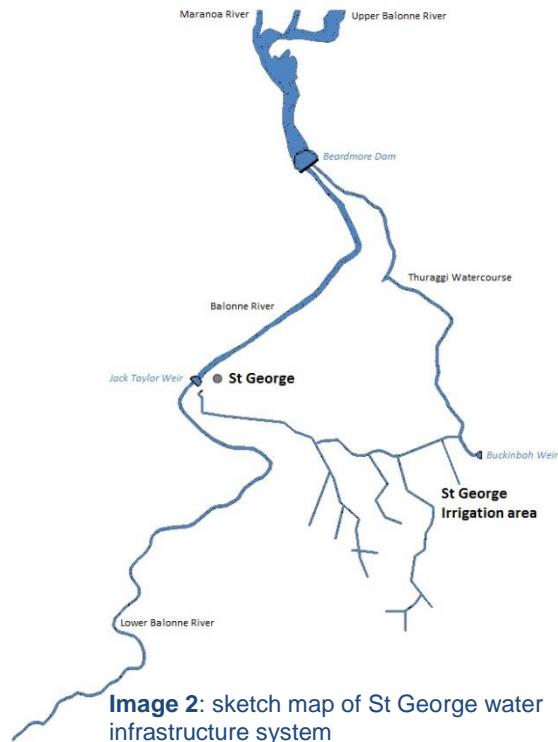 Maranoa River
Upper Balonne River
Beardmore Dam
Thuraggi Watercourse
Balonne River
Jack Taylor Weir
St George
Buckinbah Weir
St George
Irrigation area
Lower Balonne River
Image 2: sketch map of St George water
infrastructure system